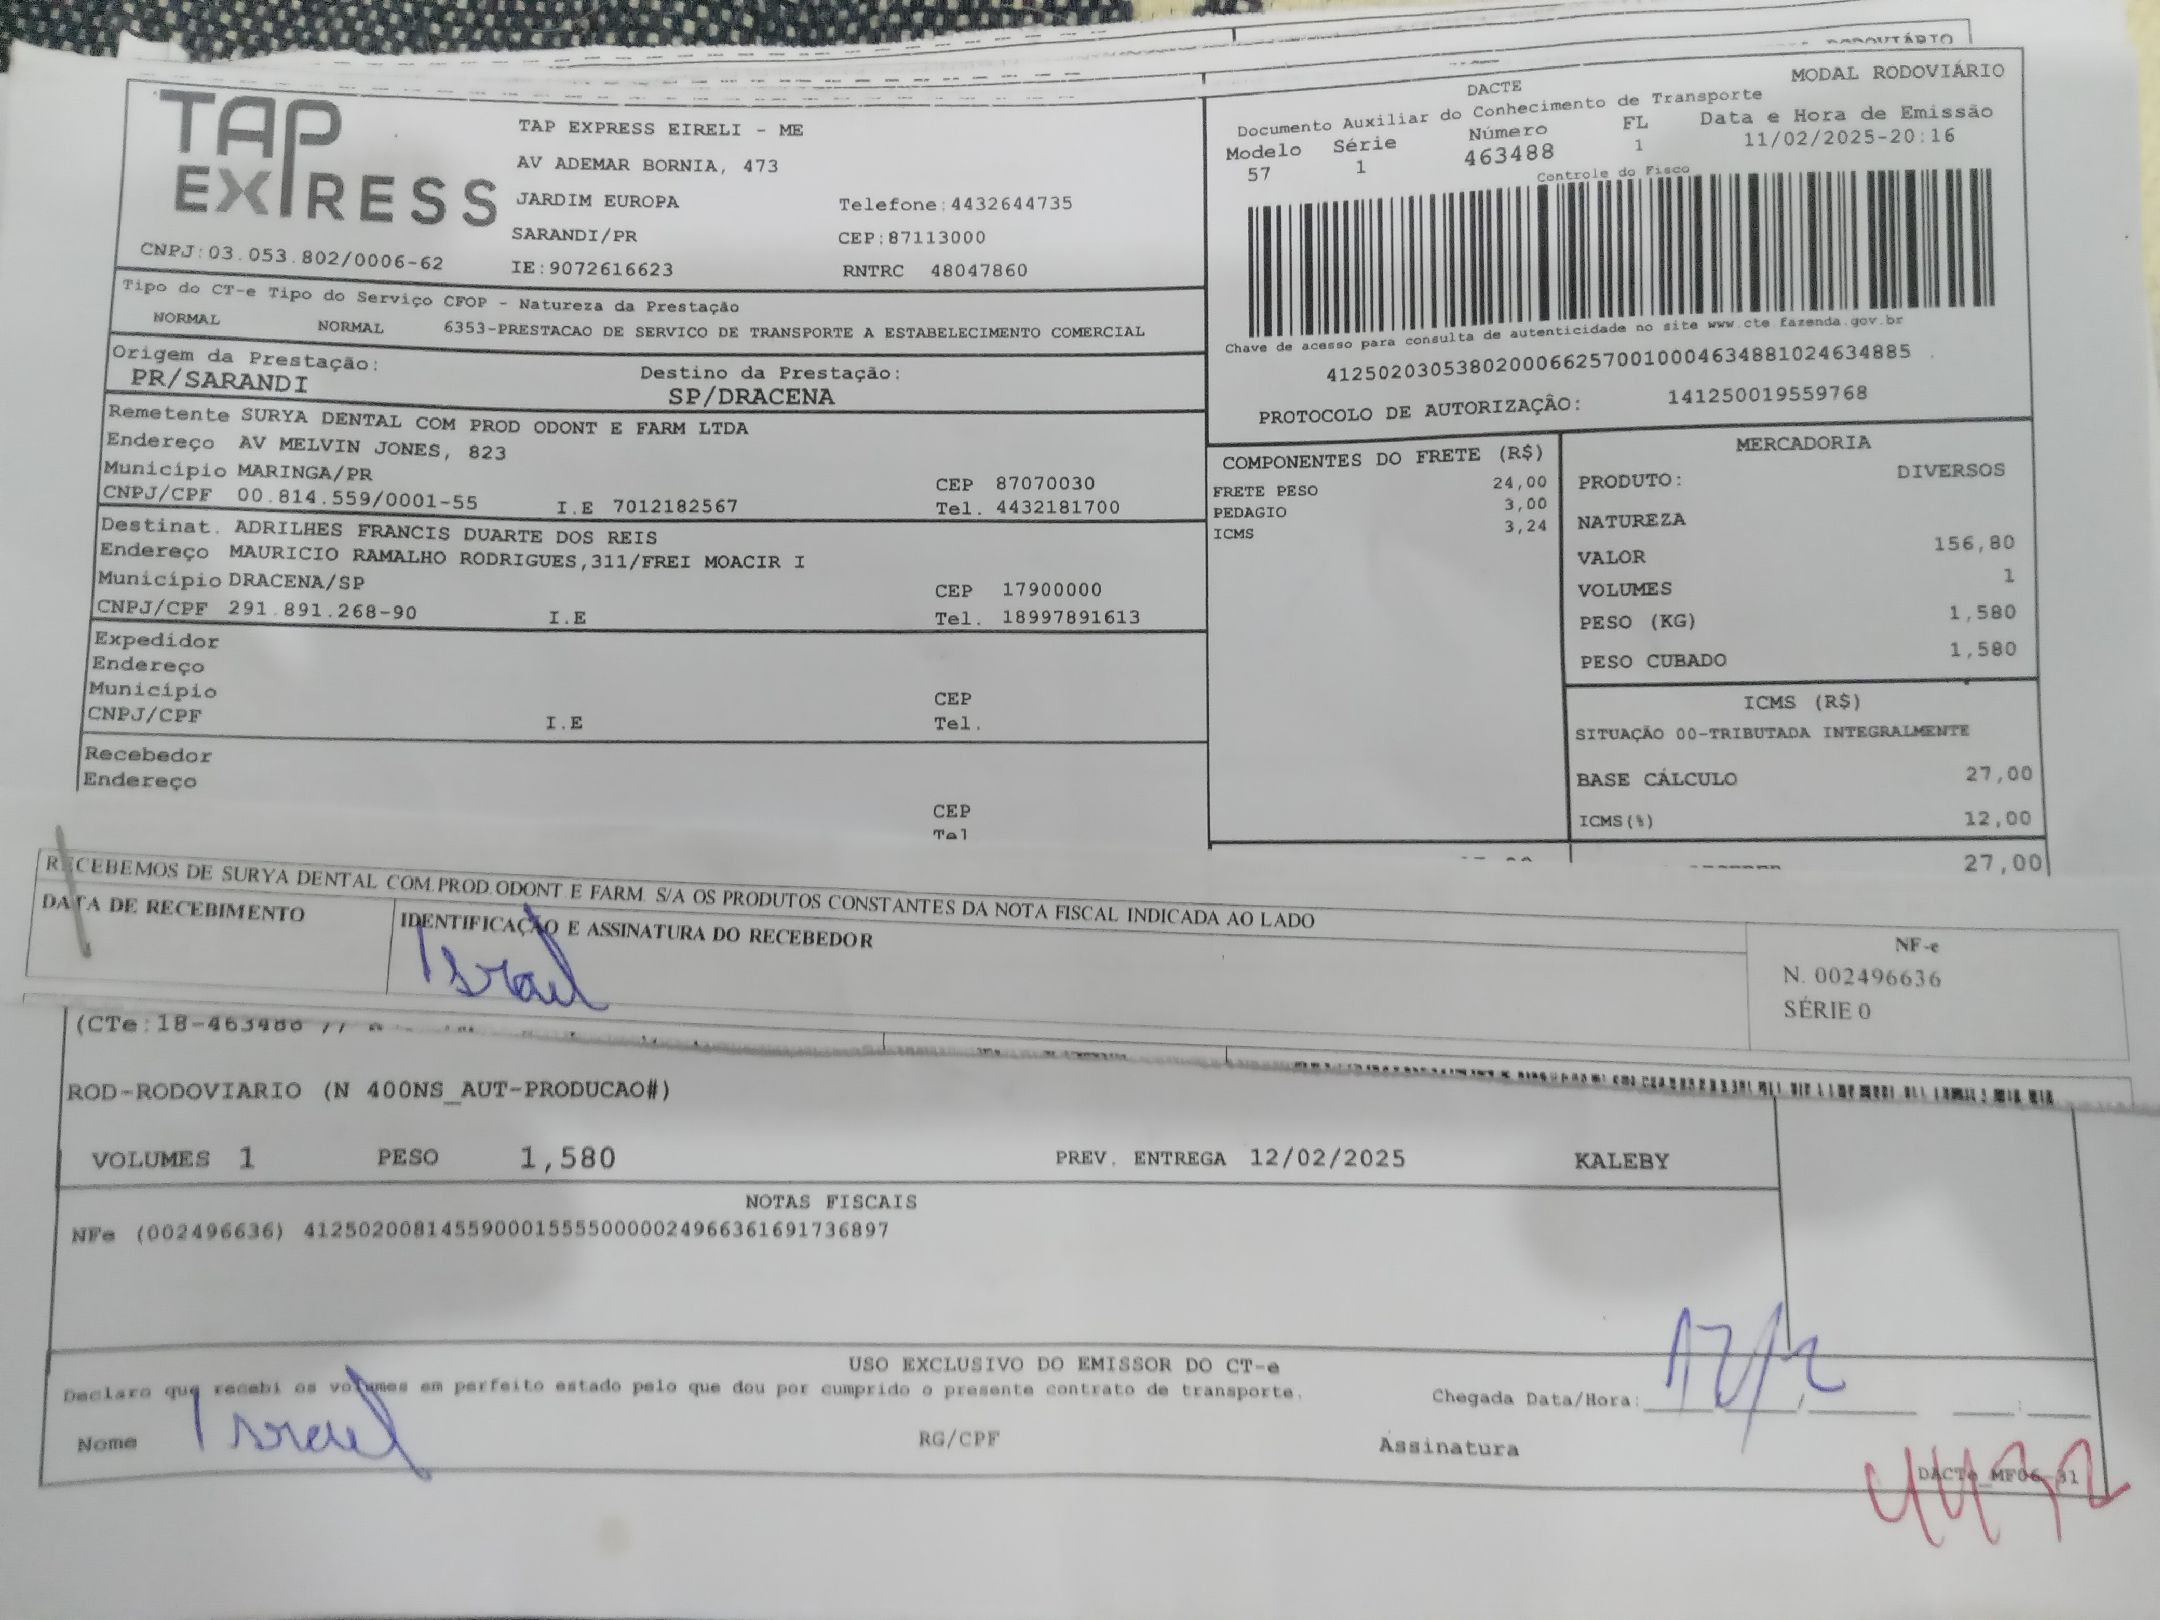 RODOVIÁRIO
TAP EXPRESS
TAP EXPRESS EIRELI - ME
AV ADEMAR BORNIA, 473
JARDIM EUROPA Telefone:4432644735
SARANDI/PR CEP:87113000
CNPJ:03.053.802/0006-62 IE:9072616623 RNTRC 48047860
DACTE MODAL RODOVIÁRIO
Documento Auxiliar do Conhecimento de Transporte
Modelo Série Número FL Data e Hora de Emissão
57 1 463488 1 11/02/2025-20:16
Controle do Fisco
Chave de acesso para consulta de autenticidade no site www.cte.fazenda.gov.br
41250203053802000662570010004634881024634885
PROTOCOLO DE AUTORIZAÇÃO: 141250019559768
Tipo do CT-e Tipo do Serviço CFOP - Natureza da Prestação
NORMAL NORMAL 6353-PRESTACAO DE SERVICO DE TRANSPORTE A ESTABELECIMENTO COMERCIAL
Origem da Prestação: Destino da Prestação:
PR/SARANDI SP/DRACENA
Remetente SURYA DENTAL COM PROD ODONT E FARM LTDA
Endereço AV MELVIN JONES, 823
Município MARINGA/PR CEP 87070030
CNPJ/CPF 00.814.559/0001-55 I.E 7012182567 Tel. 4432181700
Destinat. ADRILHES FRANCIS DUARTE DOS REIS
Endereço MAURICIO RAMALHO RODRIGUES,311/FREI MOACIR I
Município DRACENA/SP CEP 17900000
CNPJ/CPF 291.891.268-90 I.E Tel. 18997891613
Expedidor
Endereço
Município CEP
CNPJ/CPF I.E Tel.
Recebedor
Endereço
CEP
Tel
COMPONENTES DO FRETE (R$)
FRETE PESO 24,00
PEDAGIO 3,00
ICMS 3,24
MERCADORIA
PRODUTO: DIVERSOS
NATUREZA
VALOR 156,80
VOLUMES 1
PESO (KG) 1,580
PESO CUBADO 1,580
ICMS (R$)
SITUAÇÃO 00-TRIBUTADA INTEGRALMENTE
BASE CÁLCULO 27,00
ICMS(%) 12,00
27,00
RECEBEMOS DE SURYA DENTAL COM.PROD.ODONT E FARM. S/A OS PRODUTOS CONSTANTES DA NOTA FISCAL INDICADA AO LADO
DATA DE RECEBIMENTO IDENTIFICAÇÃO E ASSINATURA DO RECEBEDOR
Israel
NF-e
N. 002496636
SÉRIE 0
(CTe:18-463488 //
ROD-RODOVIARIO (N 400NS_AUT-PRODUCAO#)
VOLUMES 1 PESO 1,580 PREV. ENTREGA 12/02/2025 KALEBY
NOTAS FISCAIS
NFe (002496636) 41250200814559000155550000024966361691736897
USO EXCLUSIVO DO EMISSOR DO CT-e
Declaro que recebi os volumes em perfeito estado pelo que dou por cumprido o presente contrato de transporte. Chegada Data/Hora: 12/2
Nome Israel RG/CPF Assinatura
DACTe_MF06-31